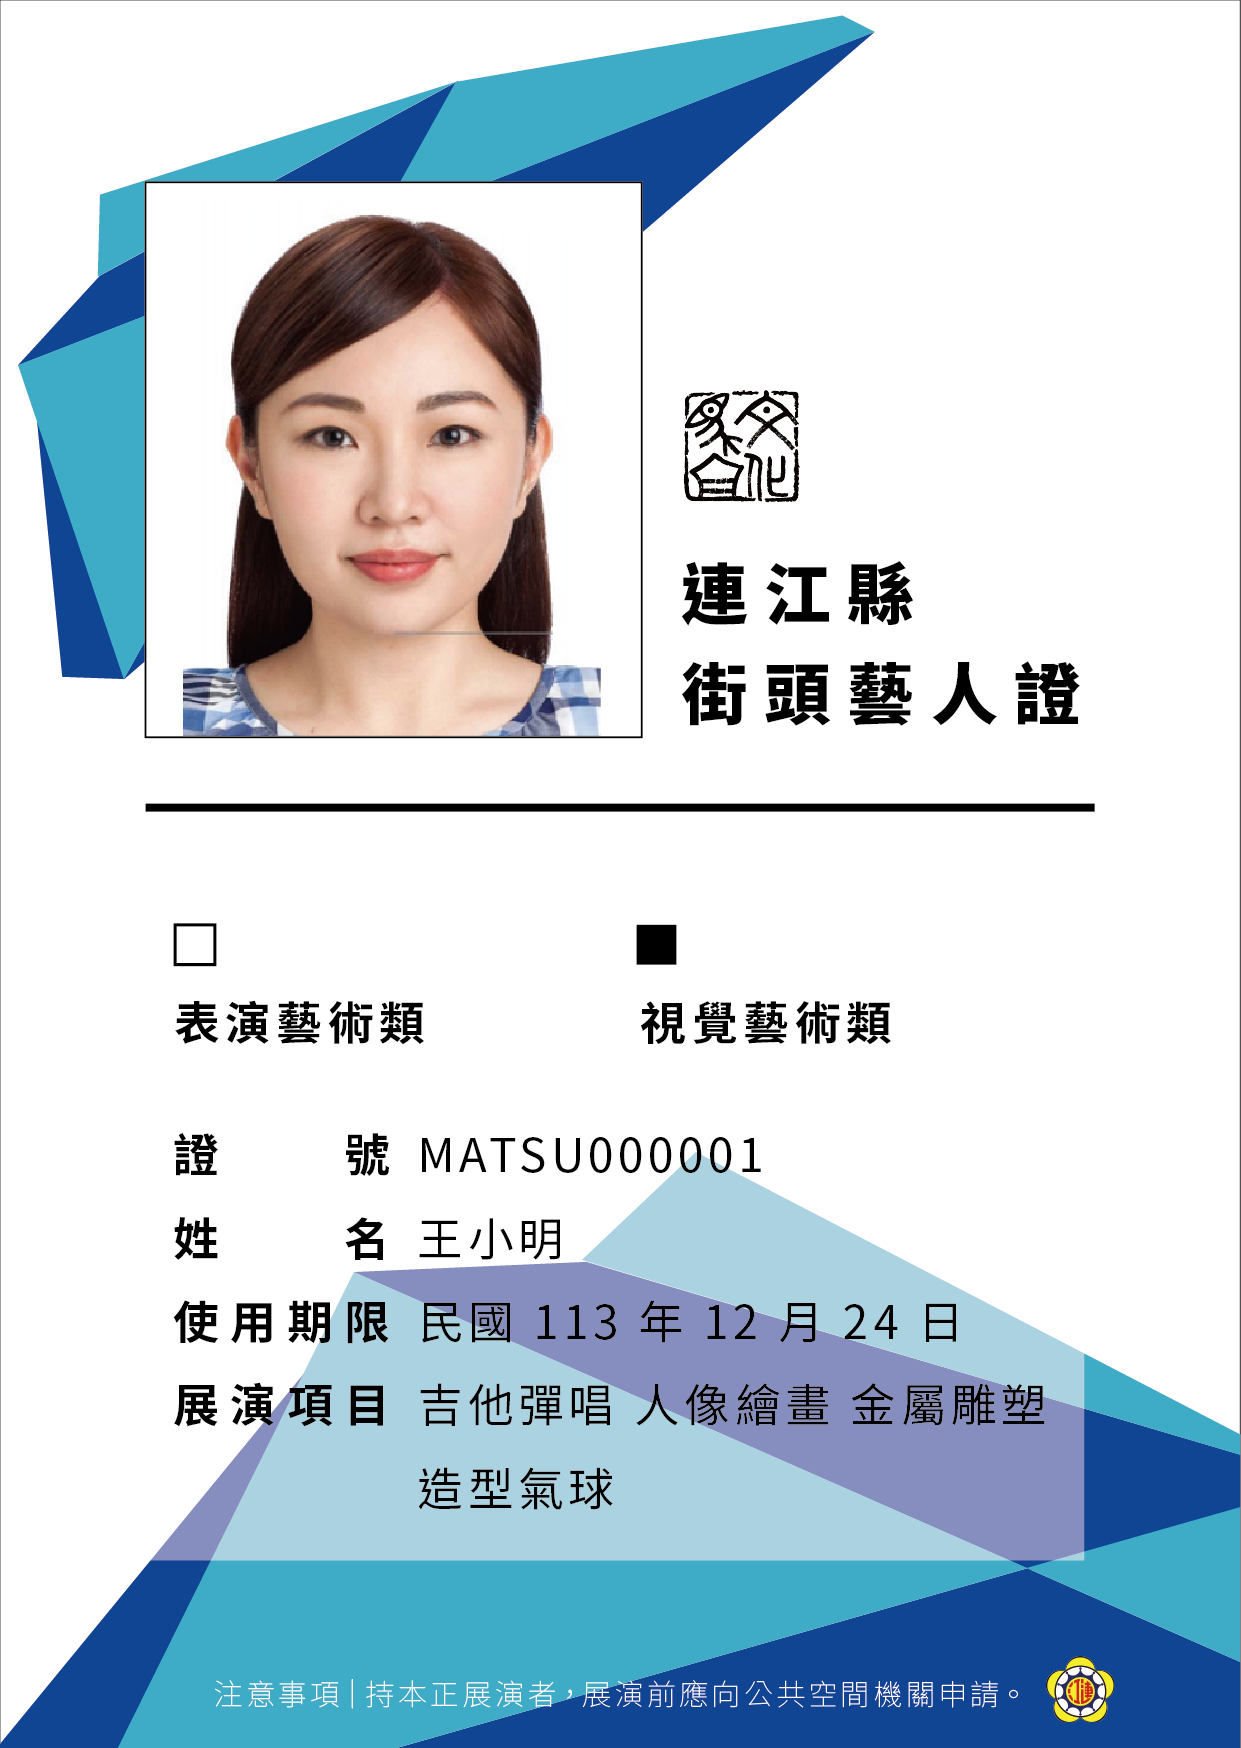 連江縣
街頭藝人證
□ ■
表演藝術類 視覺藝術類
證號 MATSU000001
姓名 王小明
使用期限 民國 113 年 12 月 24 日
展演項目 吉他彈唱 人像繪畫 金屬雕塑
造型氣球
注意事項|持本正展演者,展演前應向公共空間機關申請。